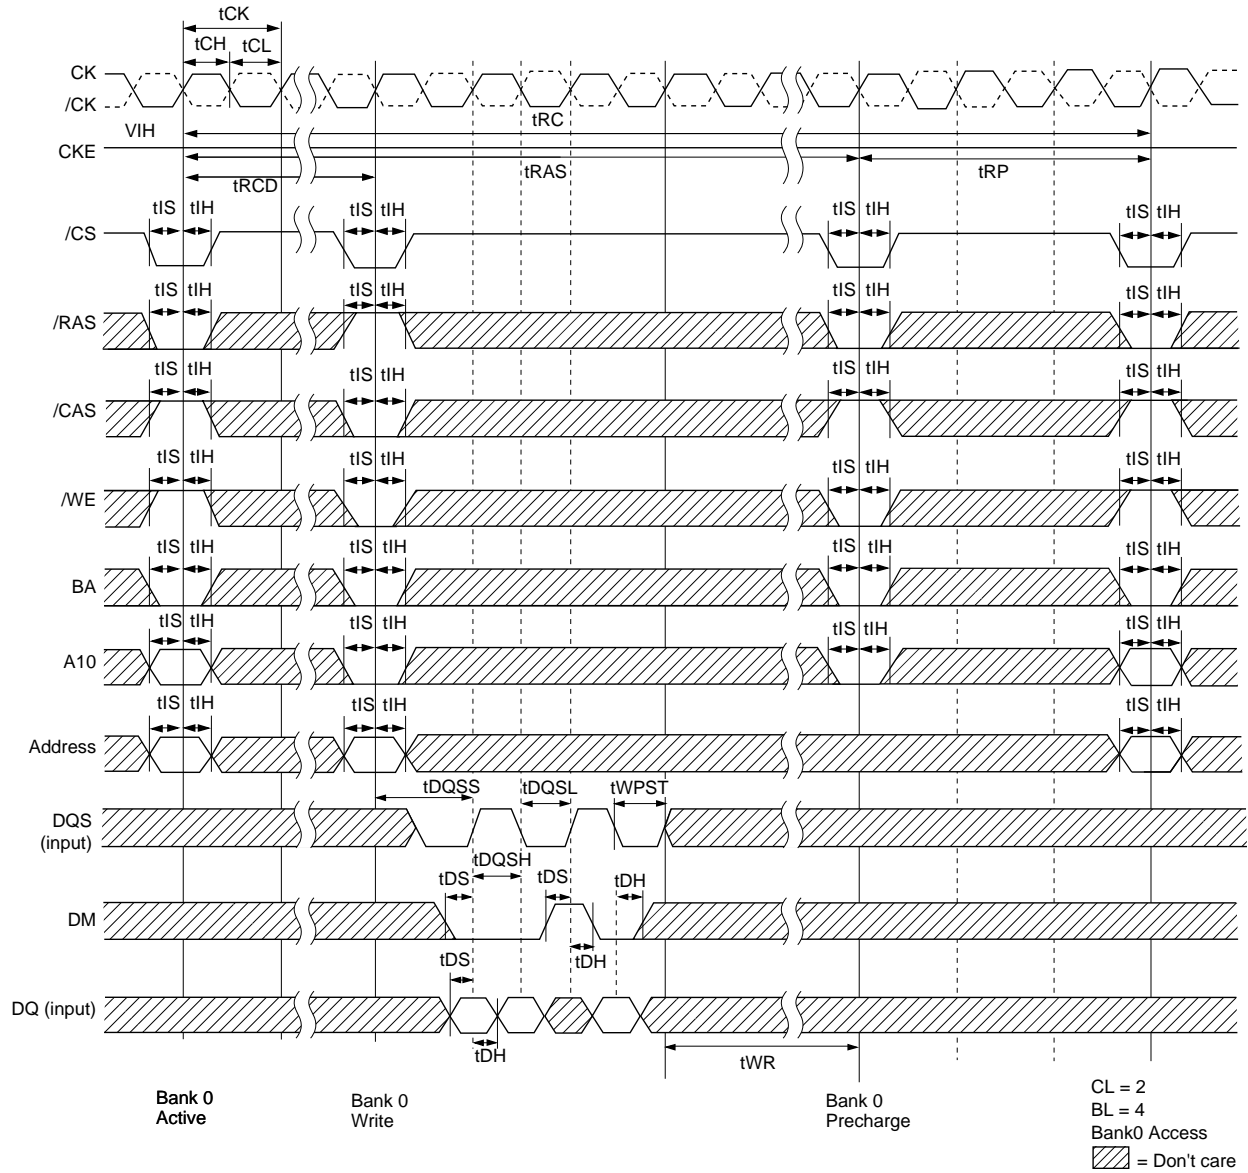 tCK
tCH tCL
CK
/CK
tRC
VIH
CKE
tRAS tRP
tRCD
tIS tIH tIS tIH tIS tIH tIS tIH
/CS
tIS tIH tIS tIH tIS tIH tIS tIH
/RAS
tIS tIH tIS tIH tIS tIH tIS tIH
/CAS
tIS tIH tIS tIH tIS tIH tIS tIH
/WE
tIS tIH tIS tIH tIS tIH tIS tIH
BA
tIS tIH tIS tIH tIS tIH tIS tIH
A10
tIS tIH tIS tIH tIS tIH
Address
tDQSS tDQSL tWPST
DQS
(input)
tDQSH
tDS tDS tDH
DM
tDS tDH
DQ (input)
tDH tWR
Bank 0
Active
Bank 0
Write
Bank 0
Precharge
CL = 2
BL = 4
Bank0 Access
= Don't care